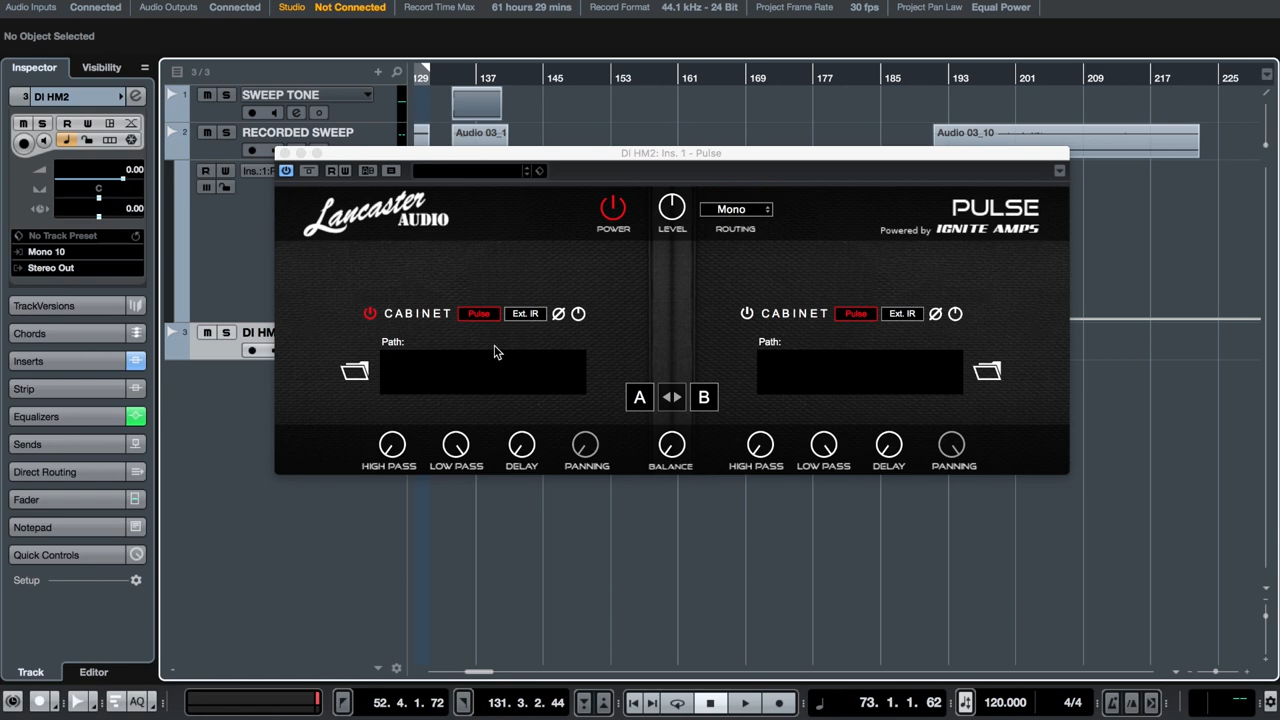 Audio Inputs Connected Audio Outputs Connected Studio Not Connected Record Time Max 61 hours 29 mins Record Format 44.1 kHz - 24 Bit Project Frame Rate 30 fps Project Pan Law Equal Power
No Object Selected
Inspector Visibility 3 / 3 129 137 145 153 161 169 177 185 193 201 209 217 225
3 DI HM2 1 M S SWEEP TONE
M S R W
2 M S RECORDED SWEEP Audio 03_1 Audio 03_10
DI HM2: Ins. 1 - Pulse
0.00 R W Ins.:1:P R W
C
0.00
No Track Preset
Mono 10
Stereo Out
Lancaster AUDIO
POWER LEVEL Mono ROUTING
PULSE
Powered by IGNITE AMPS
TrackVersions
Chords
Inserts
Strip
Equalizers
Sends
Direct Routing
Fader
Notepad
Quick Controls
Setup
3 M S DI HM
CABINET Pulse Ext. IR Ø CABINET Pulse Ext. IR Ø
Path: Path:
A B
HIGH PASS LOW PASS DELAY PANNING BALANCE HIGH PASS LOW PASS DELAY PANNING
Track Editor
AQ 52. 4. 1. 72 131. 3. 2. 44 73. 1. 1. 62 120.000 4/4